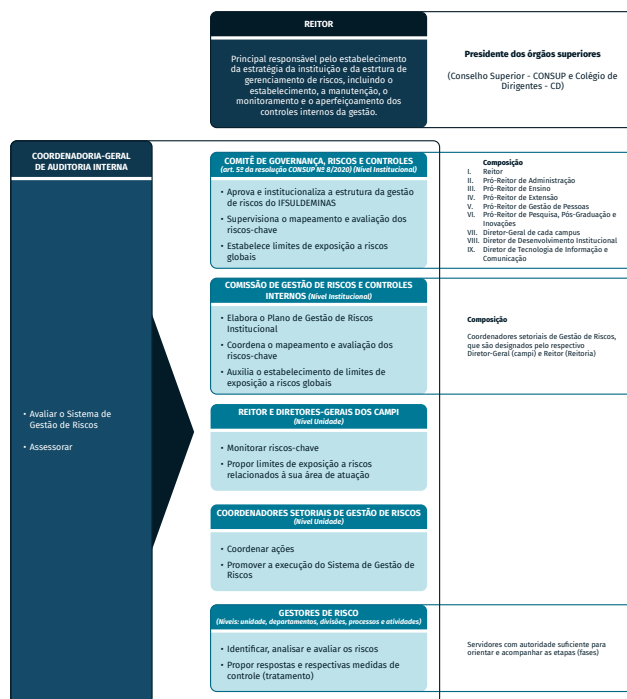 REITOR
Principal responsável pelo estabelecimento
da estratégia da instituição e da estrtura de
gerenciamento de riscos, incluindo o
estabelecimento, a manutenção, o
monitoramento e o aperfeiçoamento dos
controles internos da gestão.
Presidente dos órgãos superiores
(Conselho Superior - CONSUP e Colégio de
Dirigentes - CD)
COORDENADORIA-GERAL
DE AUDITORIA INTERNA
• Avaliar o Sistema de
Gestão de Riscos
• Assessorar
COMITÊ DE GOVERNANÇA, RISCOS E CONTROLES
(art. 5º da resolução CONSUP Nº 8/2020) (Nível Institucional)
• Aprova e institucionaliza a estrutura da gestão
de riscos do IFSULDEMINAS
• Supervisiona o mapeamento e avaliação dos
riscos-chave
• Estabelece limites de exposição a riscos
globais
Composição
I. Reitor
II. Pró-Reitor de Administração
III. Pró-Reitor de Ensino
IV. Pró-Reitor de Extensão
V. Pró-Reitor de Gestão de Pessoas
VI. Pró-Reitor de Pesquisa, Pós-Graduação e
Inovações
VII. Diretor-Geral de cada campus
VIII. Diretor de Desenvolvimento Institucional
IX. Diretor de Tecnologia de Informação e
Comunicação
COMISSÃO DE GESTÃO DE RISCOS E CONTROLES
INTERNOS (Nível Institucional)
• Elabora o Plano de Gestão de Riscos
Institucional
• Coordena o mapeamento e avaliação dos
riscos-chave
• Auxilia o estabelecimento de limites de
exposição a riscos globais
Composição
Coordenadores setoriais de Gestão de Riscos,
que são designados pelo respectivo
Diretor-Geral (campi) e Reitor (Reitoria)
REITOR E DIRETORES-GERAIS DOS CAMPI
(Nível Unidade)
• Monitorar riscos-chave
• Propor limites de exposição a riscos
relacionados à sua área de atuação
COORDENADORES SETORIAIS DE GESTÃO DE RISCOS
(Nível Unidade)
• Coordenar ações
• Promover a execução do Sistema de Gestão de
Riscos
GESTORES DE RISCO
(Níveis: unidade, departamentos, divisões, processos e atividades)
• Identificar, analisar e avaliar os riscos
• Propor respostas e respectivas medidas de
controle (tratamento)
Servidores com autoridade suficiente para
orientar e acompanhar as etapas (fases)